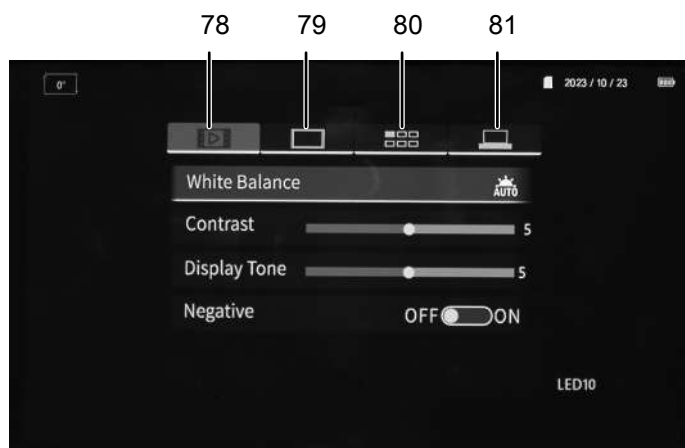 78 79 80 81
0°
2023 / 10 / 23
White Balance
AUTO
Contrast 5
Display Tone 5
Negative OFF ON
LED10